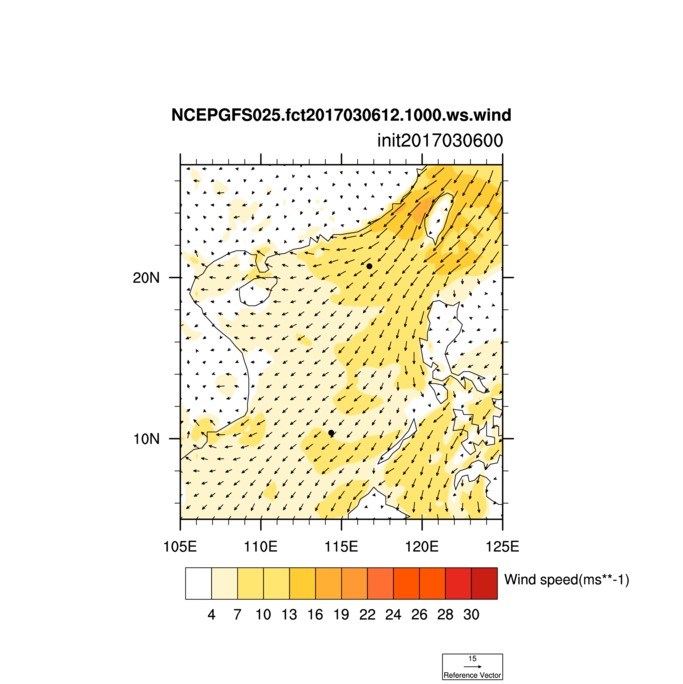 NCEPGFS025.fct2017030612.1000.ws.wind
init2017030600
20N
10N
105E 110E 115E 120E 125E
4 7 10 13 16 19 22 24 26 28 30
Wind speed(ms**-1)
15
Reference Vector